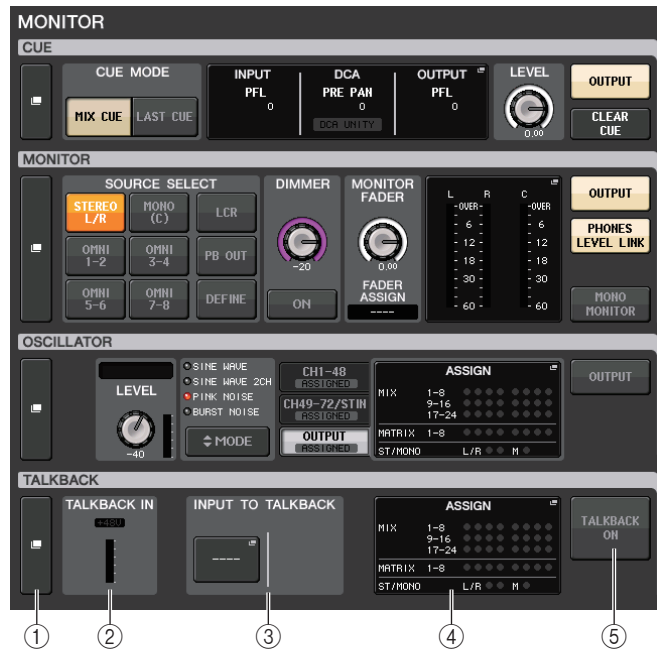 MONITOR
CUE
CUE MODE
MIX CUE LAST CUE
INPUT
PFL
0
DCA
PRE PAN
0
DCA UNITY
OUTPUT
PFL
0
LEVEL
0.00
OUTPUT
CLEAR
CUE
MONITOR
SOURCE SELECT
STEREO
L/R
MONO
(C)
LCR
OMNI
1-2
OMNI
3-4
PB OUT
OMNI
5-6
OMNI
7-8
DEFINE
DIMMER
-20
ON
MONITOR
FADER
0.00
FADER
ASSIGN
----
L R C
-OVER- -OVER
- 6 - - 6
- 12 - - 12
- 18 - - 18
- 30 - - 30
- 60 - - 60
OUTPUT
PHONES
LEVEL LINK
MONO
MONITOR
OSCILLATOR
LEVEL
-40
SINE WAVE
SINE WAVE 2CH
PINK NOISE
BURST NOISE
MODE
CH1-48
ASSIGNED
CH49-72/STIN
ASSIGNED
OUTPUT
ASSIGNED
ASSIGN
MIX 1-8
9-16
17-24
MATRIX 1-8
ST/MONO L/R M
OUTPUT
TALKBACK
TALKBACK IN
+48V
INPUT TO TALKBACK
----
ASSIGN
MIX 1-8
9-16
17-24
MATRIX 1-8
ST/MONO L/R M
TALKBACK
ON
① ② ③ ④ ⑤